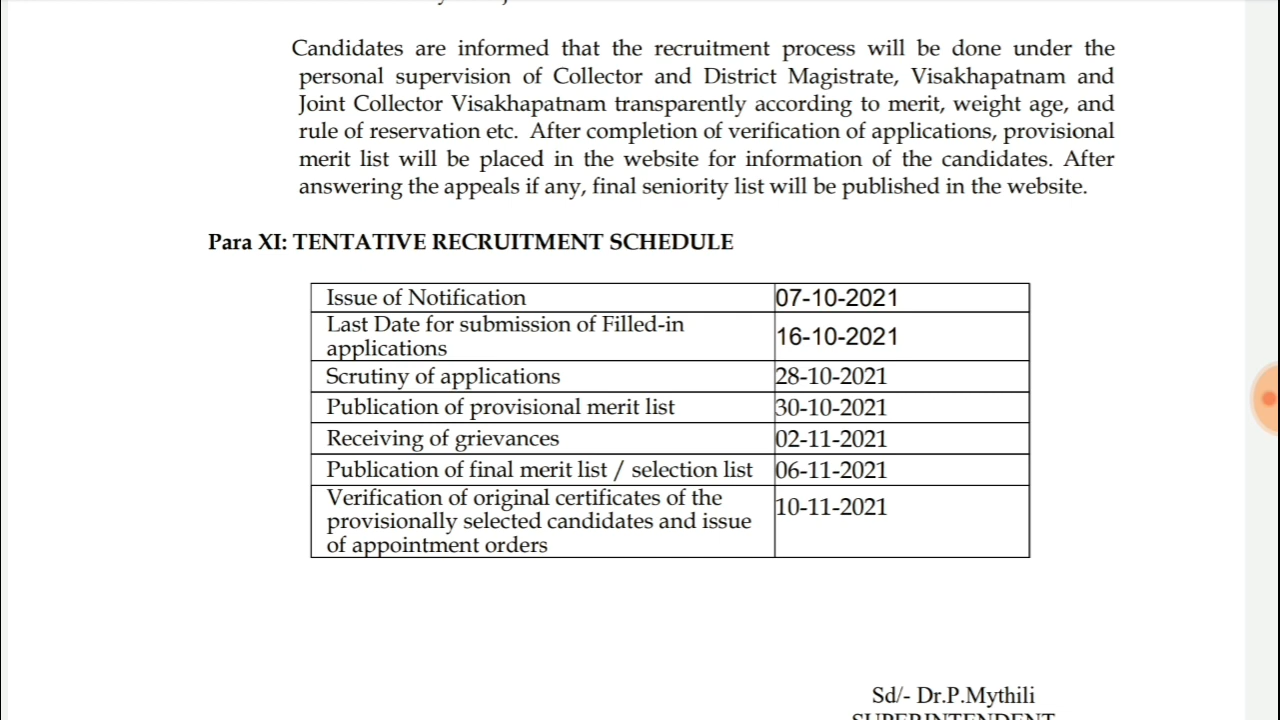 Candidates are informed that the recruitment process will be done under the
personal supervision of Collector and District Magistrate, Visakhapatnam and
Joint Collector Visakhapatnam transparently according to merit, weight age, and
rule of reservation etc. After completion of verification of applications, provisional
merit list will be placed in the website for information of the candidates. After
answering the appeals if any, final seniority list will be published in the website.
Para XI: TENTATIVE RECRUITMENT SCHEDULE
Issue of Notification 07-10-2021
Last Date for submission of Filled-in
applications 16-10-2021
Scrutiny of applications 28-10-2021
Publication of provisional merit list 30-10-2021
Receiving of grievances 02-11-2021
Publication of final merit list / selection list 06-11-2021
Verification of original certificates of the
provisionally selected candidates and issue 10-11-2021
of appointment orders
Sd/- Dr.P.Mythili
SUPERINTENDENT